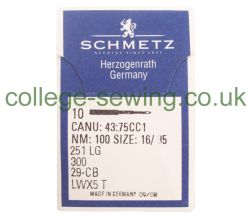 SCHMETZ
Herzogenrath
Germany
college-sewing.co.uk
10
CANU: 43:75CC1
NM: 100 SIZE: 16/
251 LG
300
29-CB
LWX5 T
MADE IN GERMANY 09/08